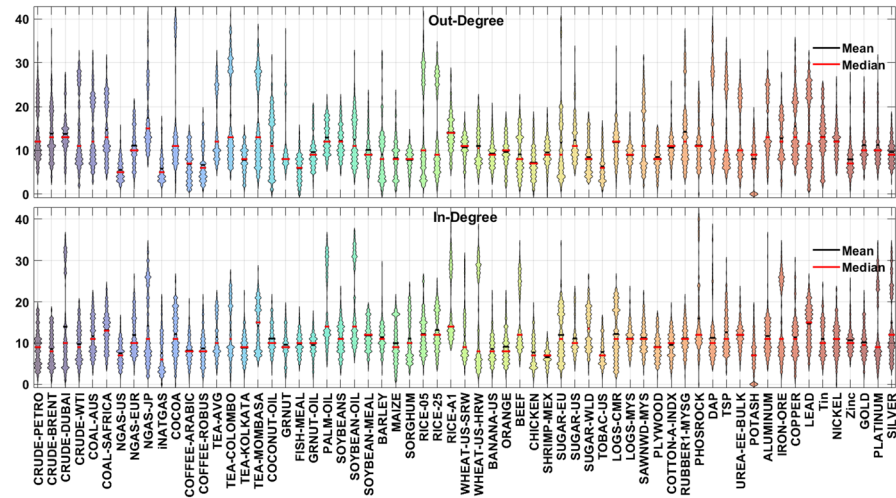 Out-Degree
40
30
20
10
0
Mean
Median
In-Degree
40
30
20
10
0
Mean
Median
CRUDE-PETRO
CRUDE-BRENT
CRUDE-DUBAI
CRUDE-WTI
COAL-AUS
COAL-SAFRICA
NGAS-US
NGAS-EUR
NGAS-JP
iNATGAS
COCOA
COFFEE-ARABIC
COFFEE-ROBUS
TEA-AVG
TEA-COLOMBO
TEA-KOLKATA
TEA-MOMBASA
COCONUT-OIL
GRNUT
FISH-MEAL
GRNUT-OIL
PALM-OIL
SOYBEANS
SOYBEAN-OIL
SOYBEAN-MEAL
BARLEY
MAIZE
SORGHUM
RICE-05
RICE-25
RICE-A1
WHEAT-US-SRW
WHEAT-US-HRW
BANANA-US
ORANGE
BEEF
CHICKEN
SHRIMP-MEX
SUGAR-EU
SUGAR-US
SUGAR-WLD
TOBAC-US
LOGS-CMR
LOGS-MYS
SAWNWD-MYS
PLYWOOD
COTTON-A-INDX
RUBBER1-MYSG
PHOSROCK
DAP
TSP
UREA-EE-BULK
POTASH
ALUMINUM
IRON-ORE
COPPER
LEAD
Tin
NICKEL
Zinc
GOLD
PLATINUM
SILVER